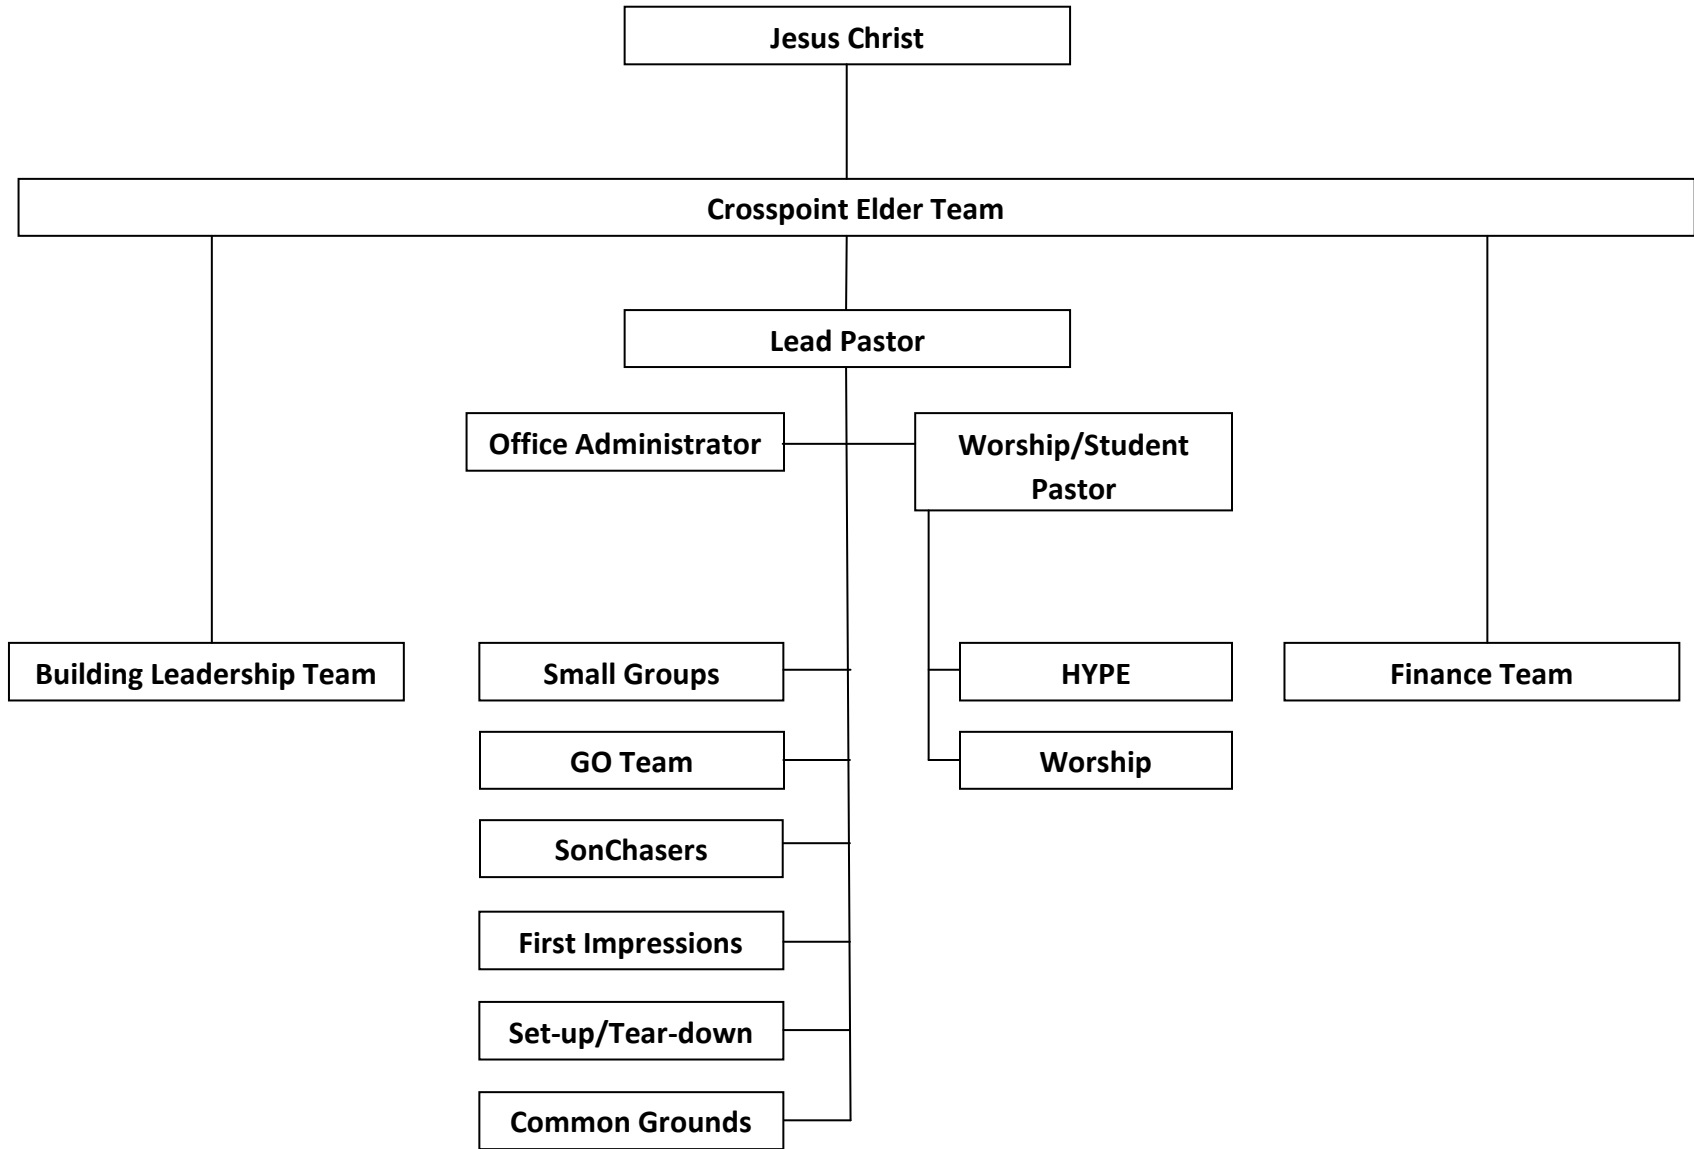 Jesus Christ
Crosspoint Elder Team
Lead Pastor
Office Administrator
Worship/Student
Pastor
Building Leadership Team
Small Groups
HYPE
Finance Team
GO Team
Worship
SonChasers
First Impressions
Set-up/Tear-down
Common Grounds